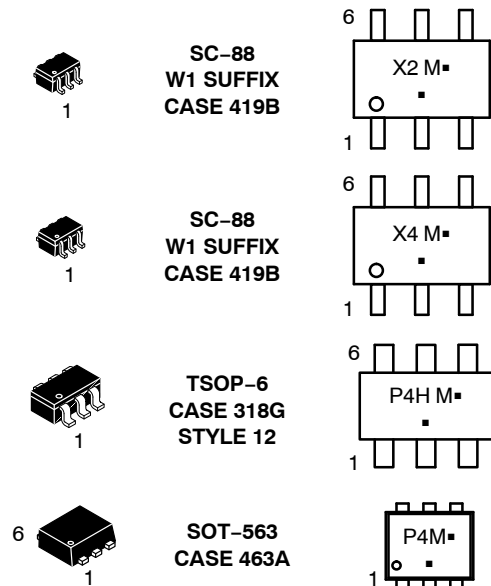 6
SC–88
W1 SUFFIX
CASE 419B
X2 M▪
▪
1
1
6
SC–88
W1 SUFFIX
CASE 419B
X4 M▪
▪
1
1
6
TSOP–6
CASE 318G
STYLE 12
P4H M▪
▪
1
1
6
SOT–563
CASE 463A
P4M▪
▪
1
1